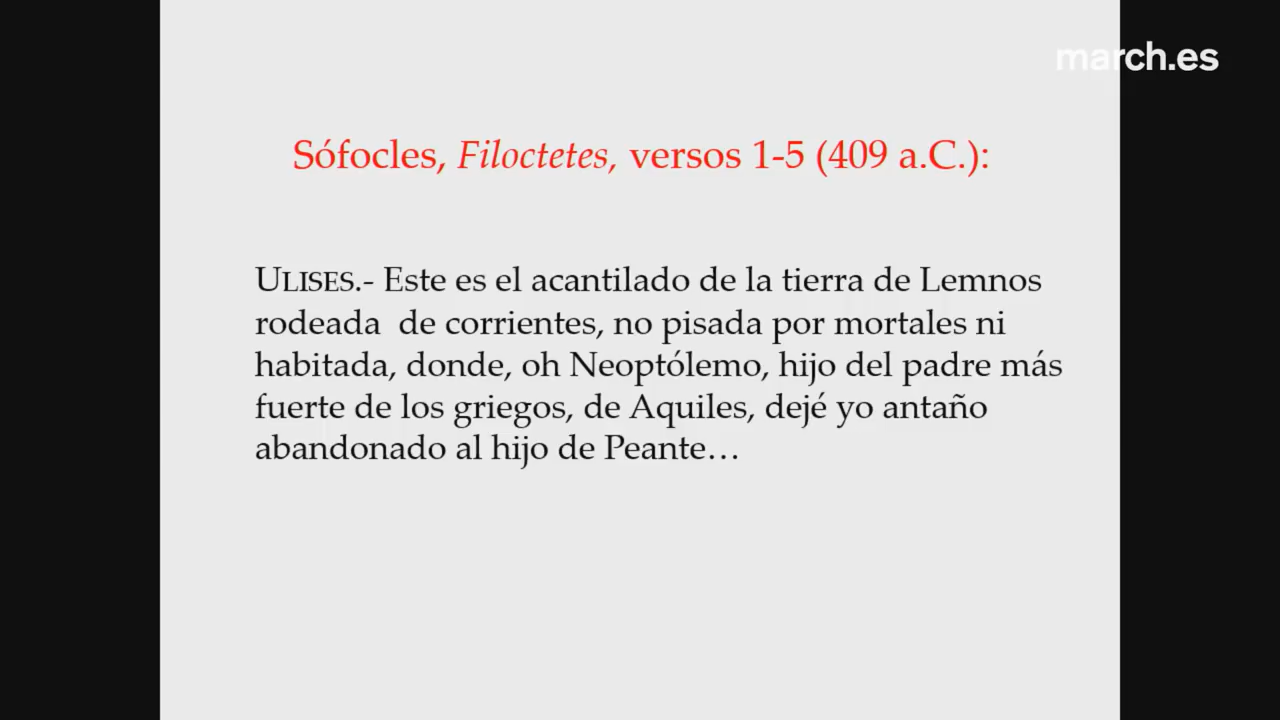 march.es
Sófocles, Filoctetes, versos 1-5 (409 a.C.):
ULISES.- Este es el acantilado de la tierra de Lemnos
rodeada de corrientes, no pisada por mortales ni
habitada, donde, oh Neoptólemo, hijo del padre más
fuerte de los griegos, de Aquiles, dejé yo antaño
abandonado al hijo de Peante…